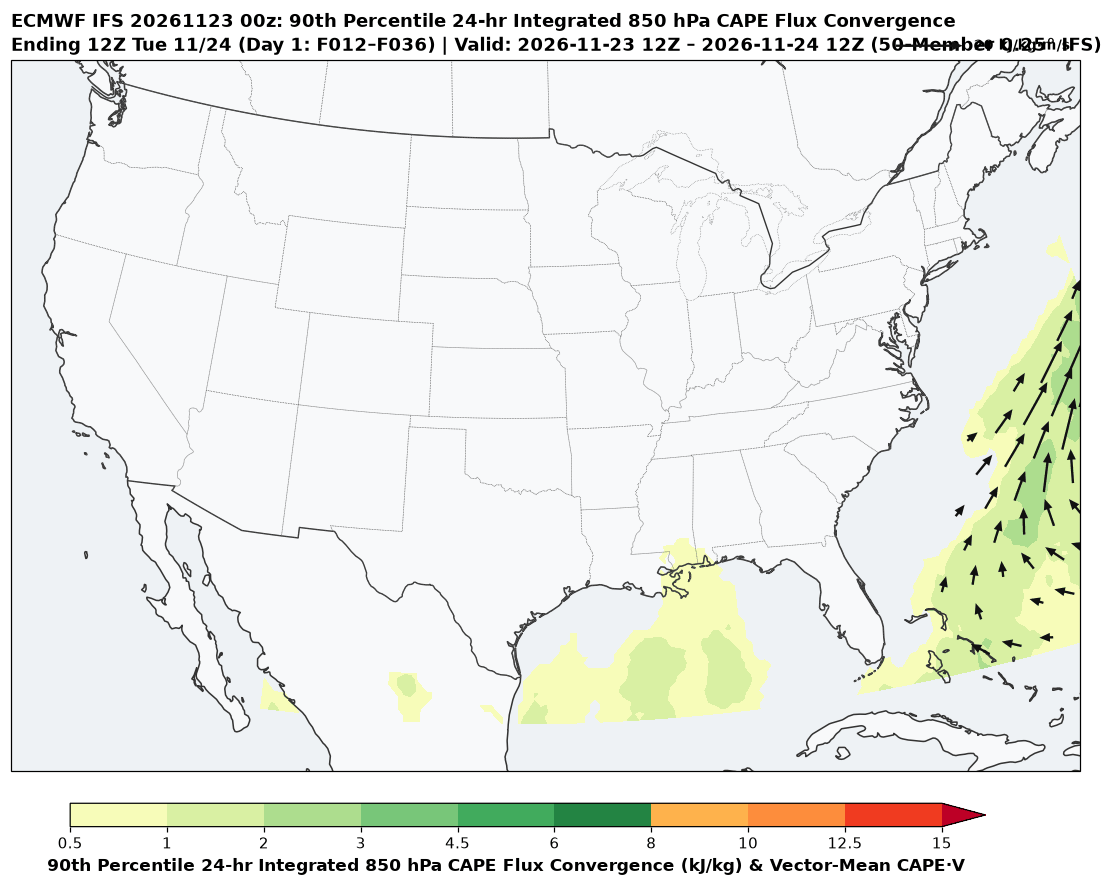 ECMWF IFS 20261123 00z: 90th Percentile 24-hr Integrated 850 hPa CAPE Flux Convergence
Ending 12Z Tue 11/24 (Day 1: F012–F036) | Valid: 2026-11-23 12Z – 2026-11-24 12Z (50-Member 0.25° IFS)
0.5 1 2 3 4.5 6 8 10 12.5 15
90th Percentile 24-hr Integrated 850 hPa CAPE Flux Convergence (kJ/kg) & Vector-Mean CAPE·V